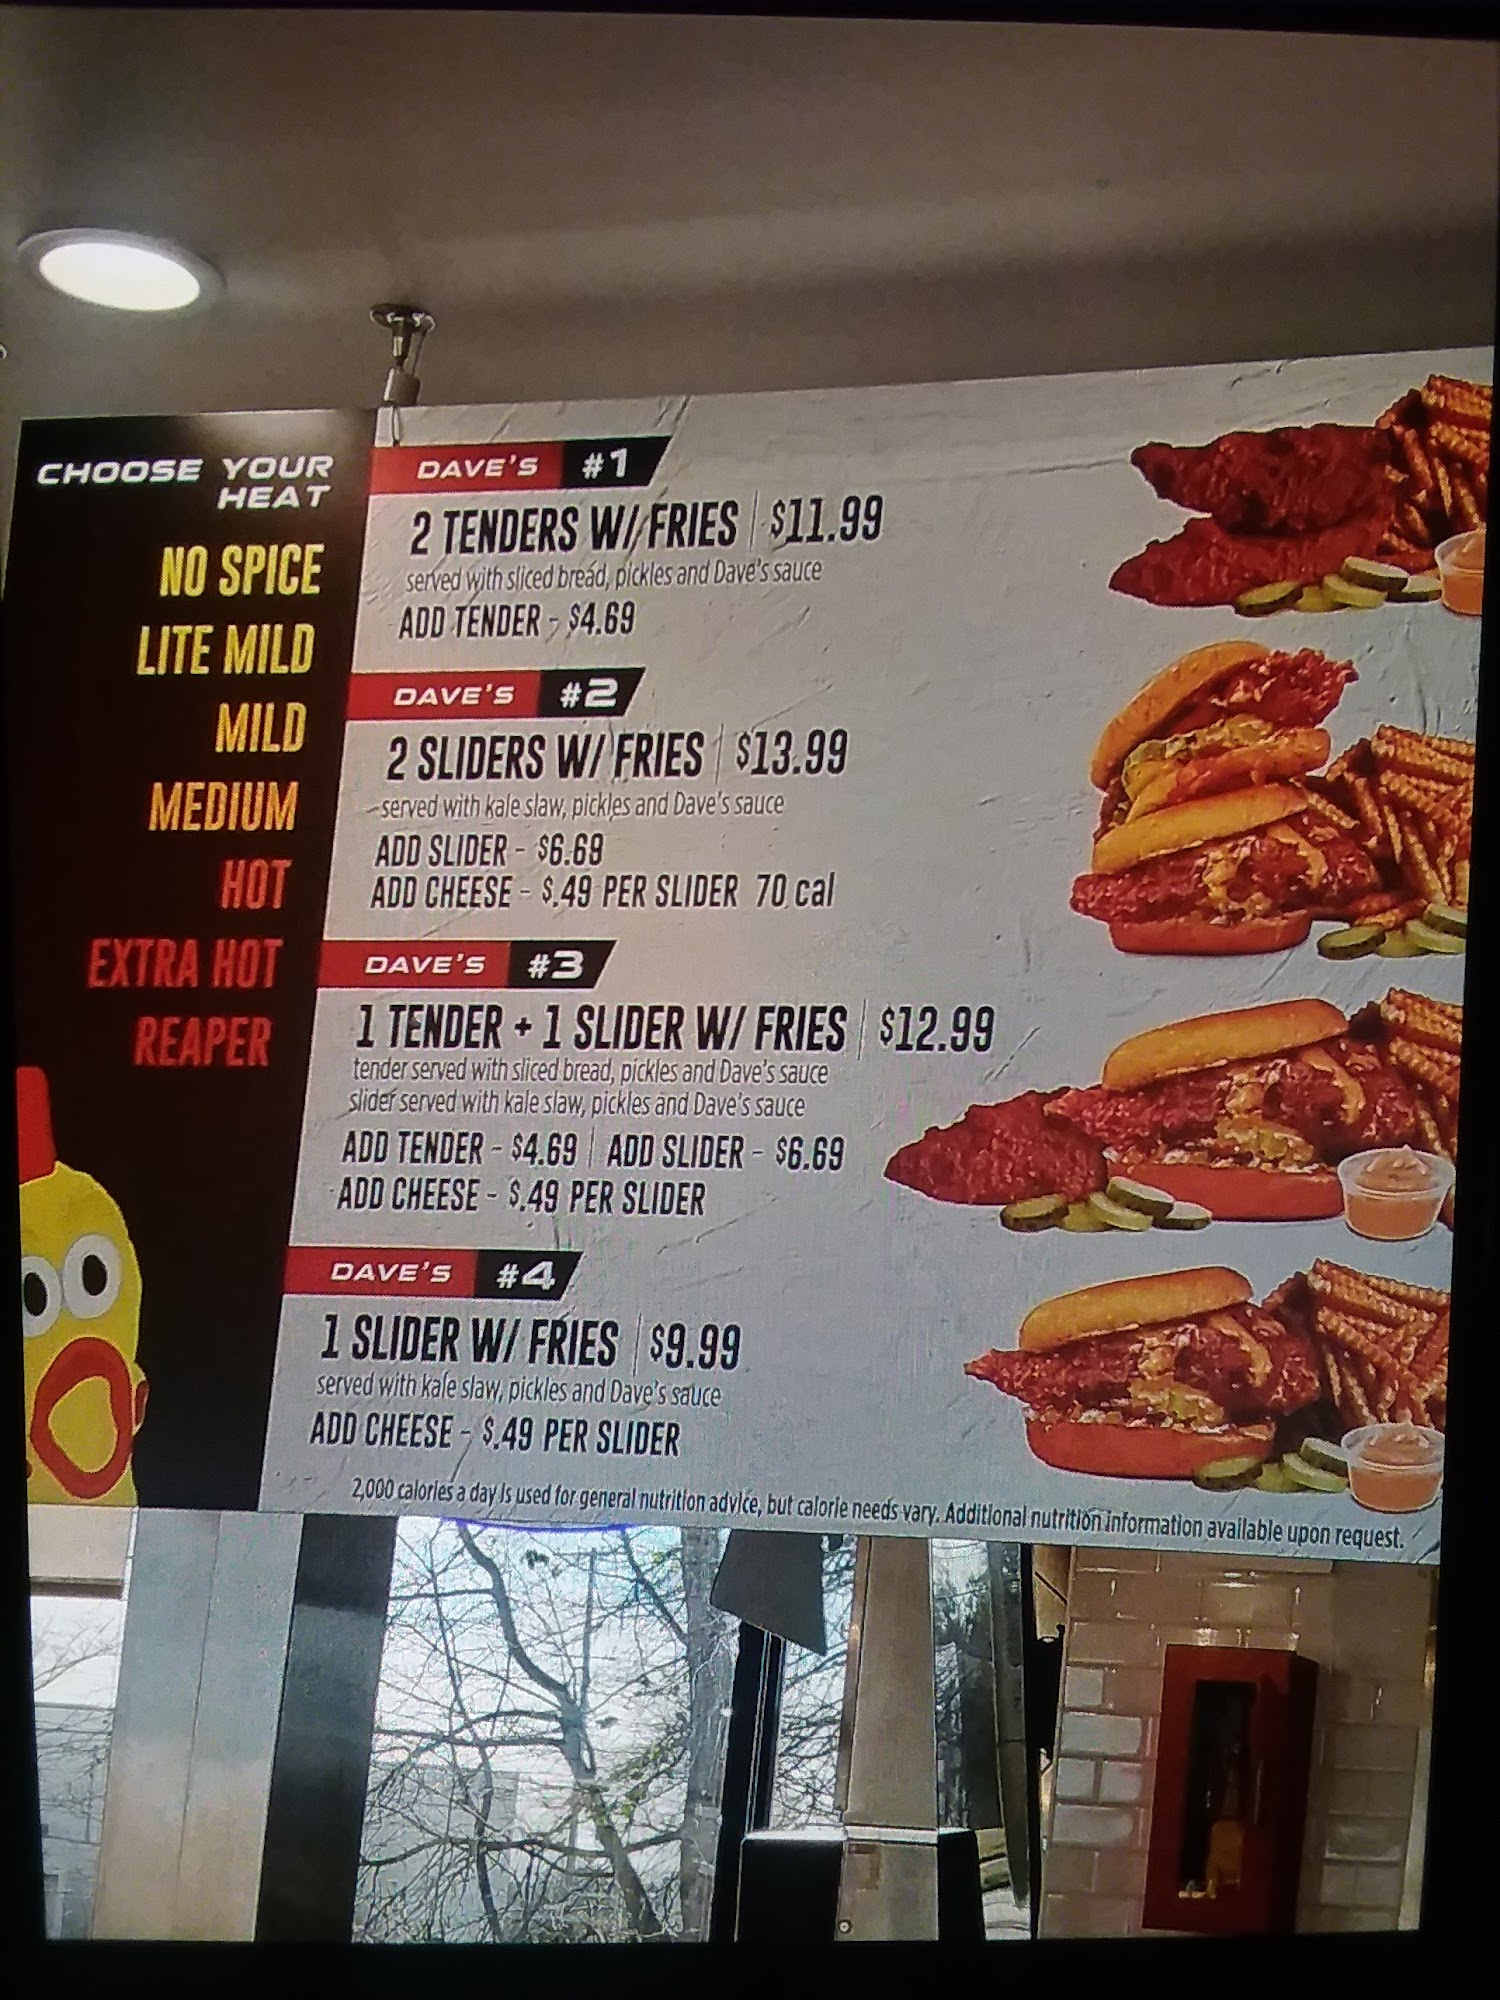 CHOOSE YOUR
HEAT
NO SPICE
LITE MILD
MILD
MEDIUM
HOT
EXTRA HOT
REAPER
DAVE'S #1
2 TENDERS W/ FRIES | $11.99
served with sliced bread, pickles and Dave's sauce
ADD TENDER - $4.69
DAVE'S #2
2 SLIDERS W/ FRIES | $13.99
served with kale slaw, pickles and Dave's sauce
ADD SLIDER - $6.69
ADD CHEESE - $.49 PER SLIDER 70 cal
DAVE'S #3
1 TENDER + 1 SLIDER W/ FRIES | $12.99
tender served with sliced bread, pickles and Dave's sauce
slider served with kale slaw, pickles and Dave's sauce
ADD TENDER - $4.69 | ADD SLIDER - $6.69
ADD CHEESE - $.49 PER SLIDER
DAVE'S #4
1 SLIDER W/ FRIES | $9.99
served with kale slaw, pickles and Dave's sauce
ADD CHEESE - $.49 PER SLIDER
2,000 calories a day is used for general nutrition advice, but calorie needs vary. Additional nutrition information available upon request.